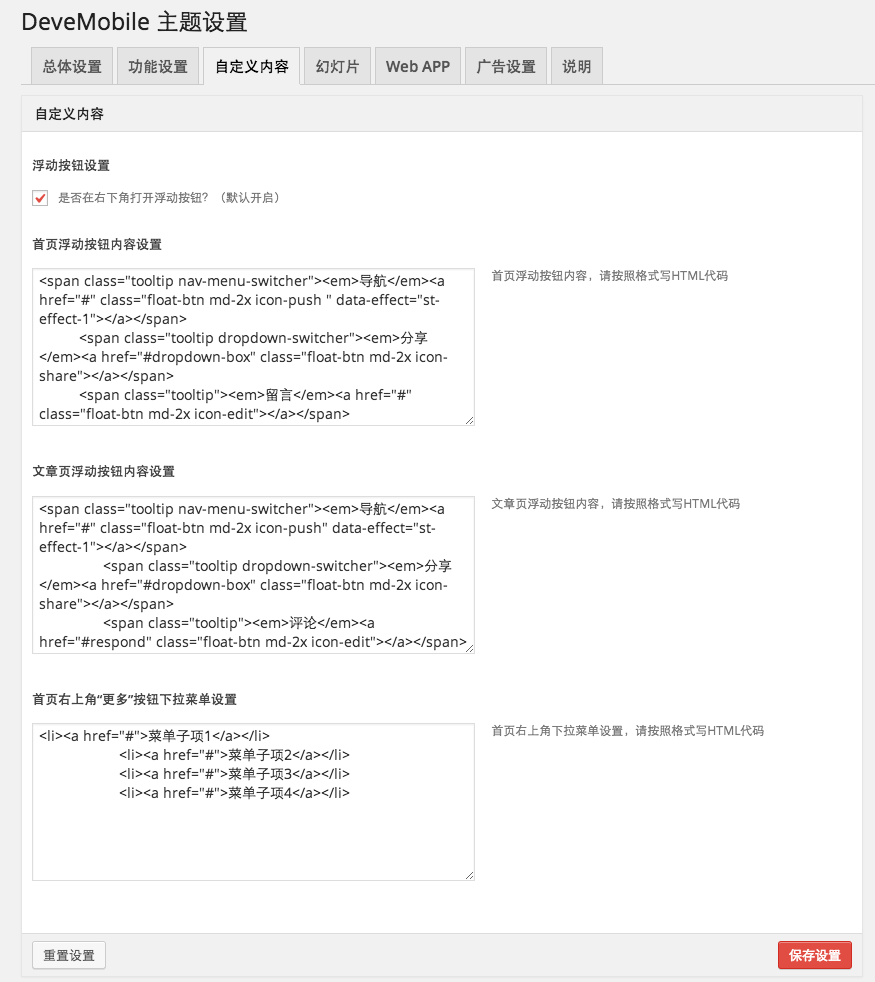 DeveMobile 主题设置
总体设置 功能设置 自定义内容 幻灯片 Web APP 广告设置 说明
自定义内容
浮动按钮设置
是否在右下角打开浮动按钮？（默认开启）
首页浮动按钮内容设置
<span class="tooltip nav-menu-switcher"><em>导航</em><a
href="#" class="float-btn md-2x icon-push " data-effect="st-
effect-1"></a></span>
<span class="tooltip dropdown-switcher"><em>分享
</em><a href="#dropdown-box" class="float-btn md-2x icon-
share"></a></span>
<span class="tooltip"><em>留言</em><a href="#"
class="float-btn md-2x icon-edit"></a></span>
首页浮动按钮内容，请按照格式写HTML代码
文章页浮动按钮内容设置
<span class="tooltip nav-menu-switcher"><em>导航</em><a
href="#" class="float-btn md-2x icon-push" data-effect="st-
effect-1"></a></span>
<span class="tooltip dropdown-switcher"><em>分享
</em><a href="#dropdown-box" class="float-btn md-2x icon-
share"></a></span>
<span class="tooltip"><em>评论</em><a
href="#respond" class="float-btn md-2x icon-edit"></a></span>
文章页浮动按钮内容，请按照格式写HTML代码
首页右上角“更多”按钮下拉菜单设置
<li><a href="#">菜单子项1</a></li>
<li><a href="#">菜单子项2</a></li>
<li><a href="#">菜单子项3</a></li>
<li><a href="#">菜单子项4</a></li>
首页右上角下拉菜单设置，请按照格式写HTML代码
重置设置 保存设置